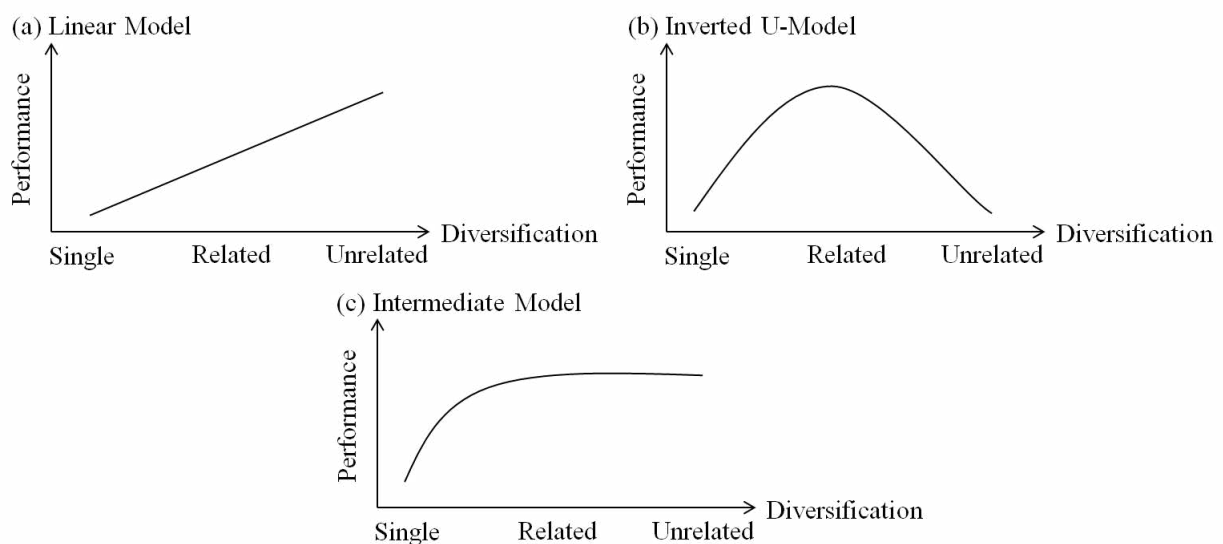 (a) Linear Model
Performance
Diversification
Single Related Unrelated
(b) Inverted U-Model
Performance
Diversification
Single Related Unrelated
(c) Intermediate Model
Performance
Diversification
Single Related Unrelated